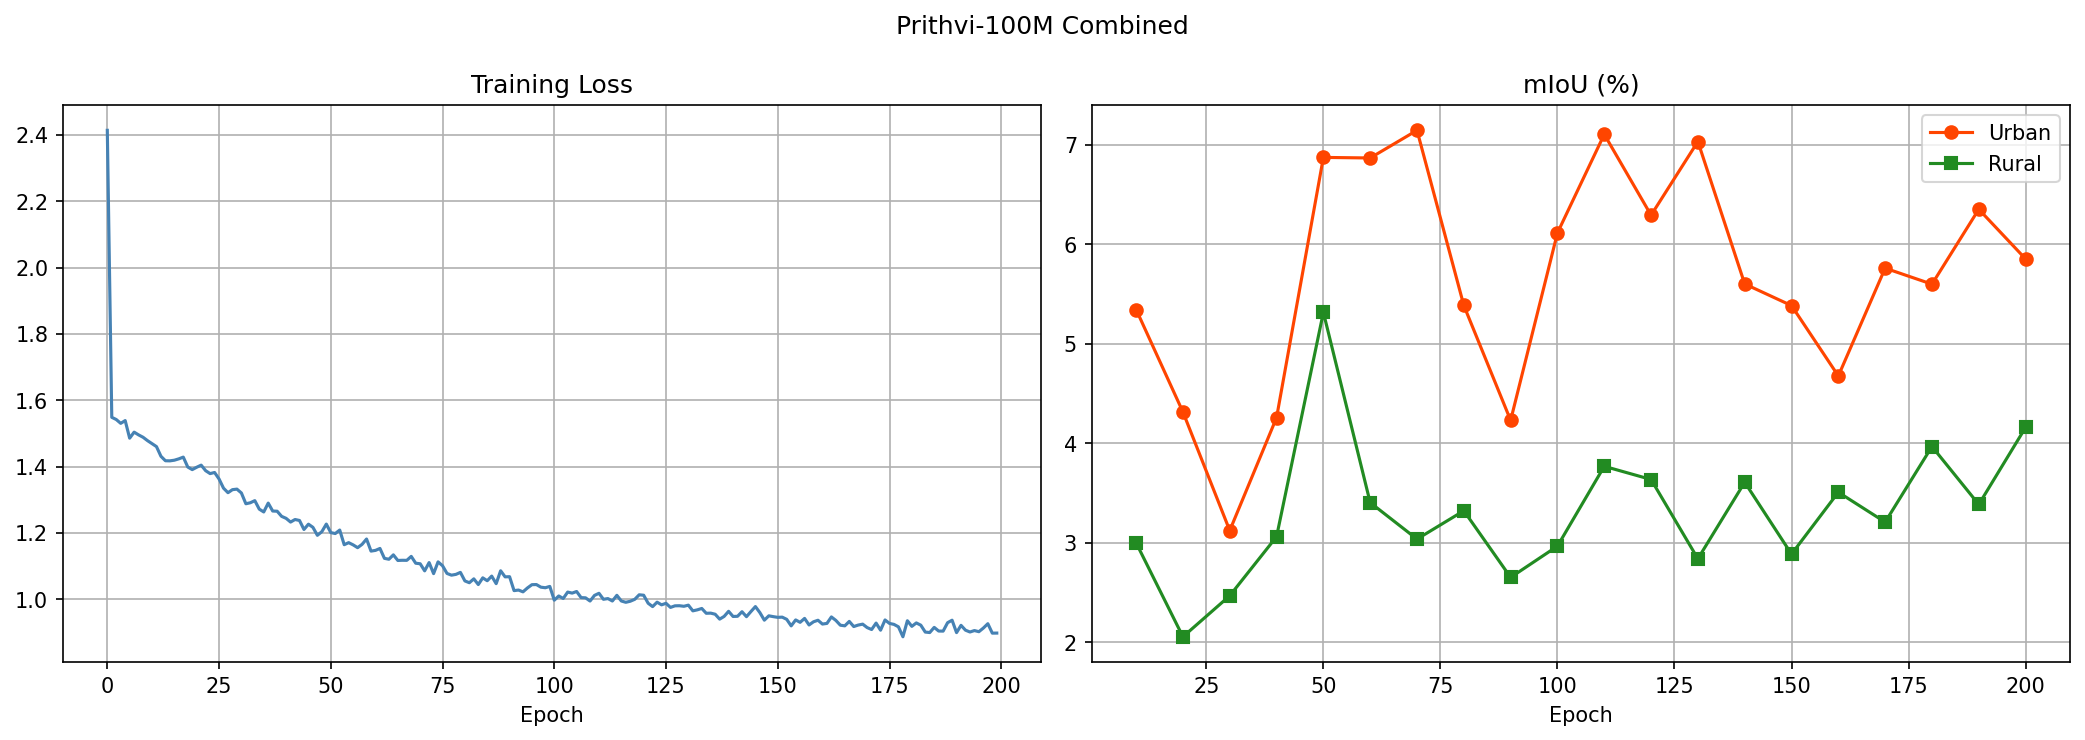 Prithvi-100M Combined
Training Loss
2.4
2.2
2.0
1.8
1.6
1.4
1.2
1.0
0 25 50 75 100 125 150 175 200
Epoch
mIoU (%)
Urban
Rural
7
6
5
4
3
2
25 50 75 100 125 150 175 200
Epoch